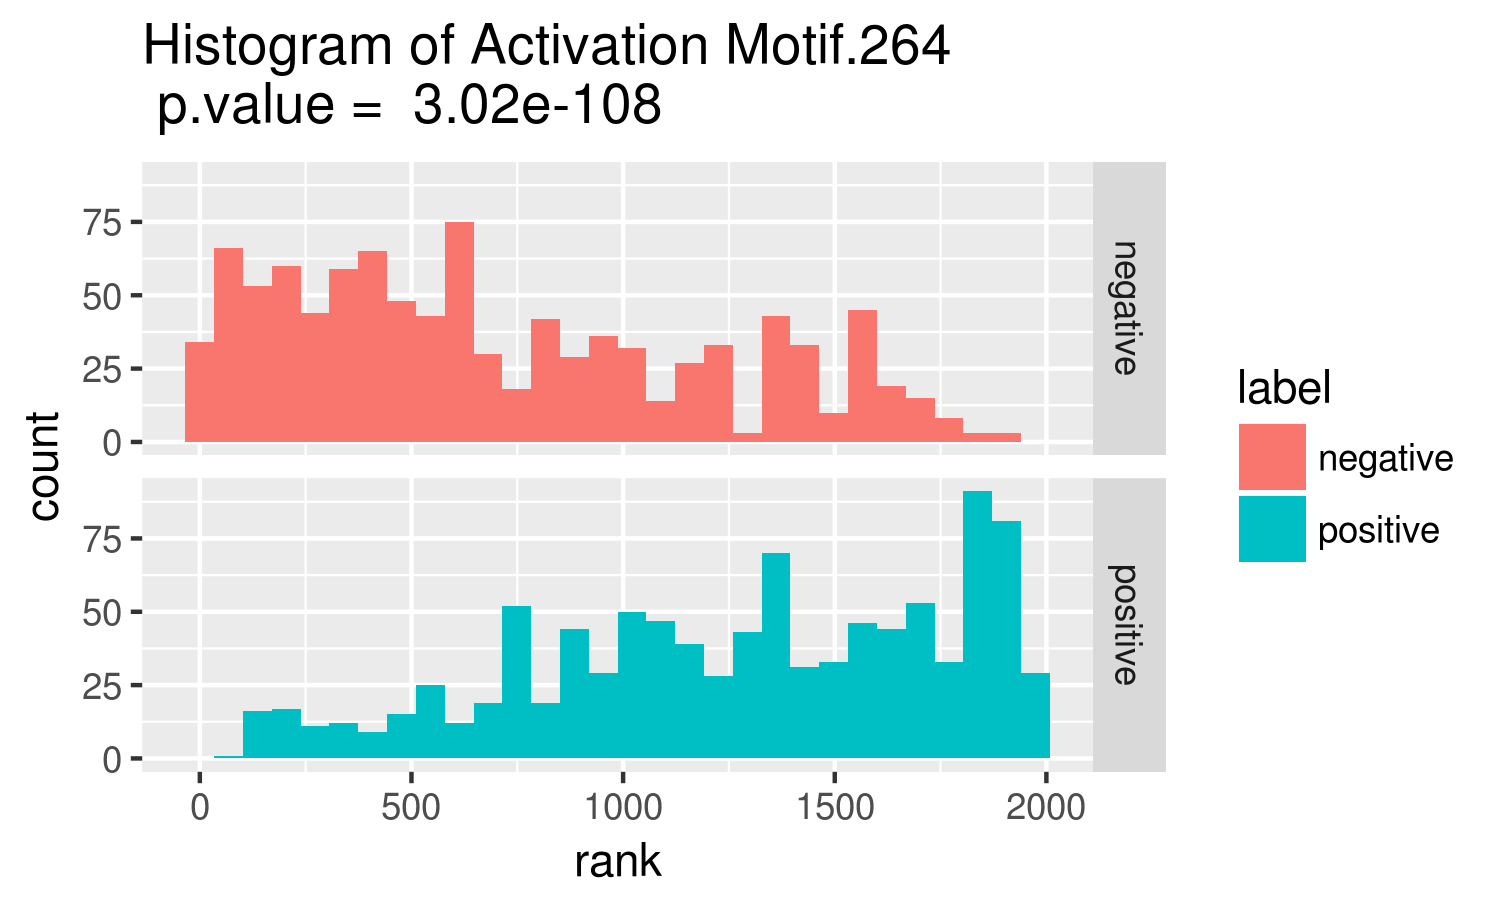 Histogram of Activation Motif.264
p.value = 3.02e-108
75
50
25
0
negative
75
50
25
0
positive
count
0 500 1000 1500 2000
rank
label
negative
positive